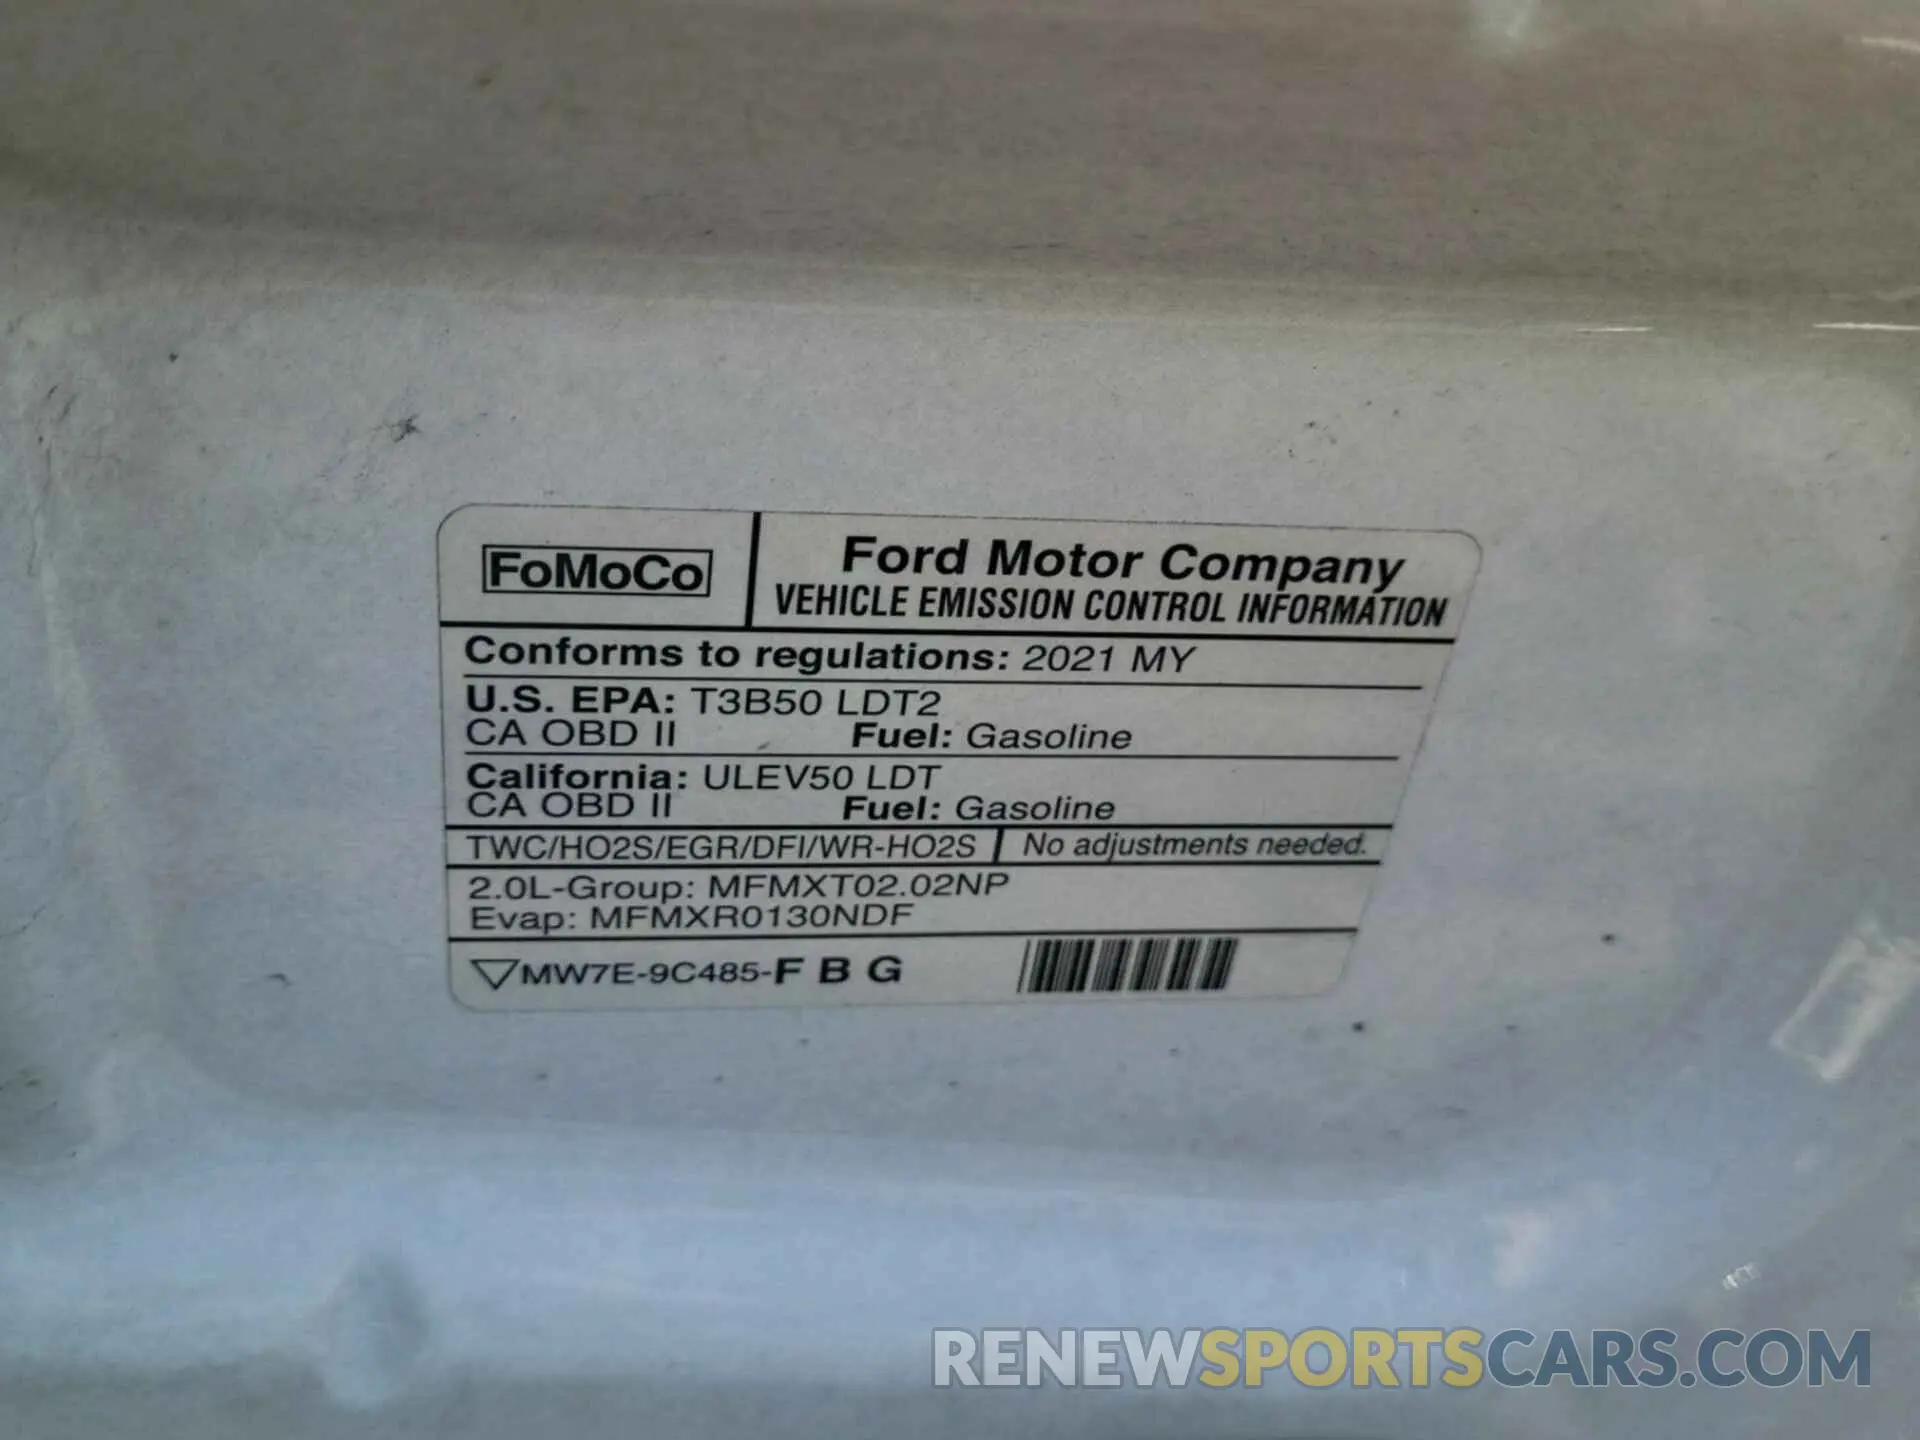 FoMoCo
Ford Motor Company
VEHICLE EMISSION CONTROL INFORMATION
Conforms to regulations: 2021 MY
U.S. EPA: T3B50 LDT2
CA OBD II Fuel: Gasoline
California: ULEV50 LDT
CA OBD II Fuel: Gasoline
TWC/HO2S/EGR/DFI/WR-HO2S No adjustments needed.
2.0L-Group: MFMXT02.02NP
Evap: MFMXR0130NDF
MW7E-9C485-F B G
RENEWSPORTSCARS.COM